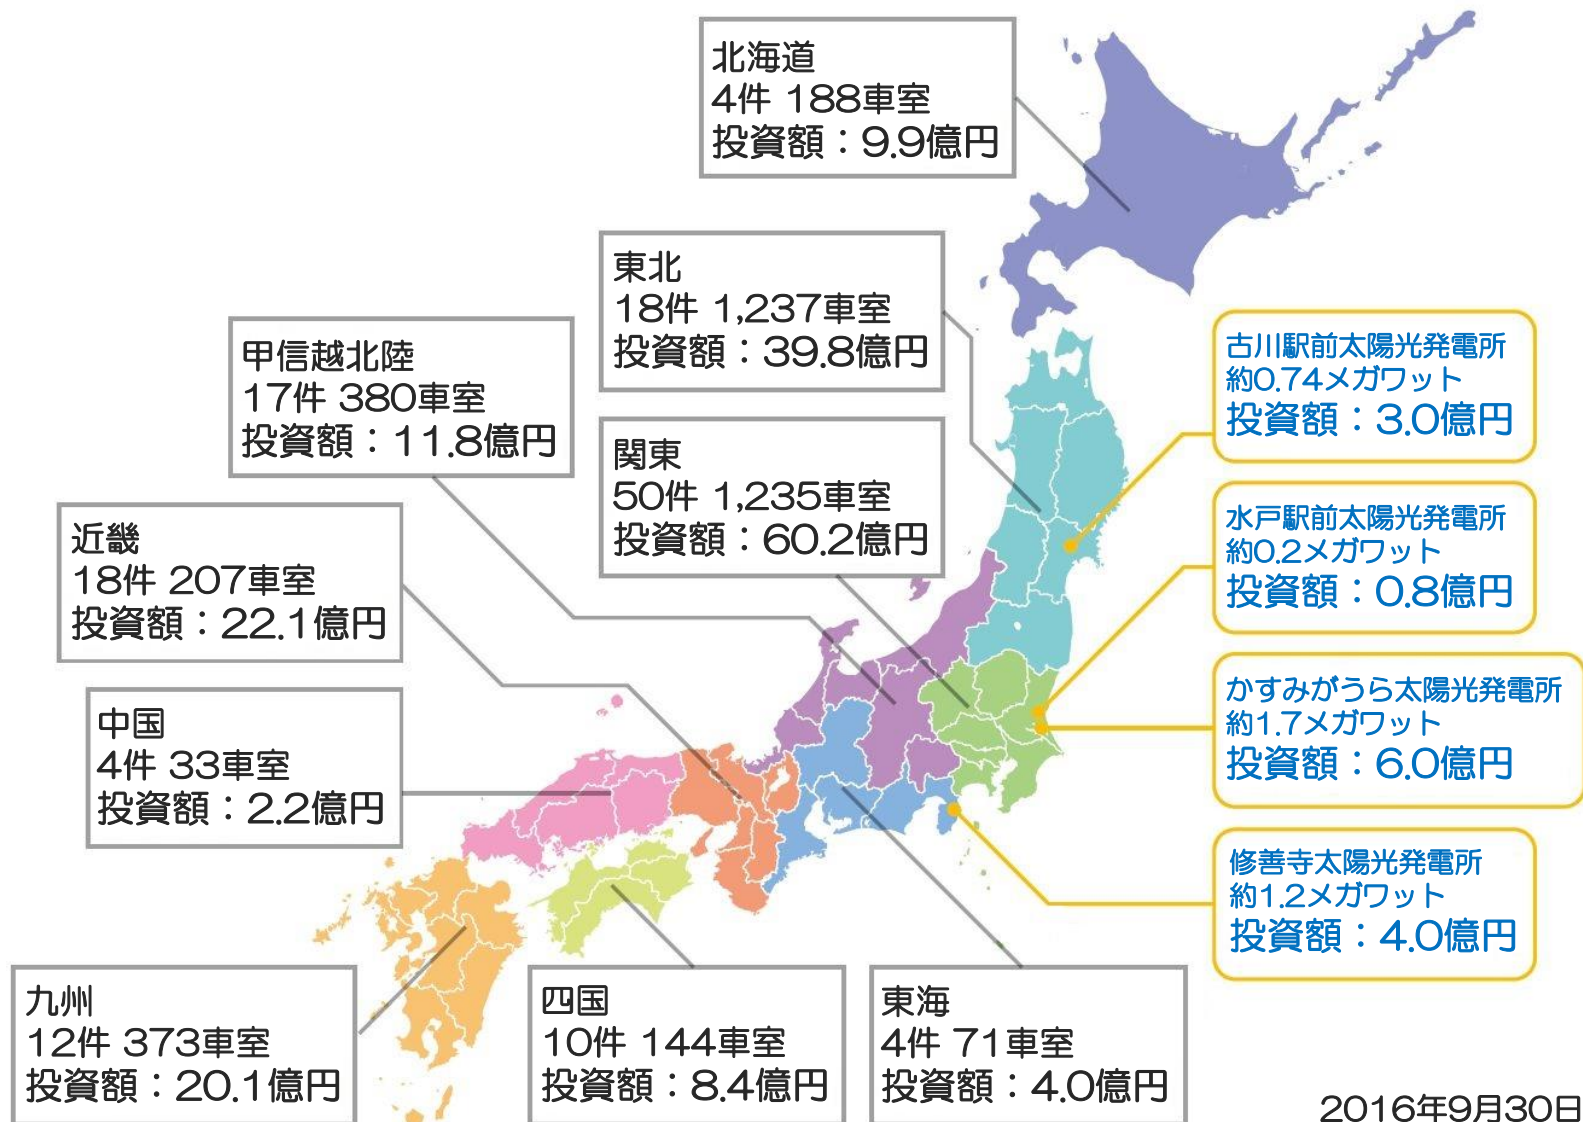 北海道
4件 188車室
投資額：9.9億円
東北
18件 1,237車室
投資額：39.8億円
甲信越北陸
17件 380車室
投資額：11.8億円
関東
50件 1,235車室
投資額：60.2億円
近畿
18件 207車室
投資額：22.1億円
中国
4件 33車室
投資額：2.2億円
九州
12件 373車室
投資額：20.1億円
四国
10件 144車室
投資額：8.4億円
東海
4件 71車室
投資額：4.0億円
古川駅前太陽光発電所
約0.74メガワット
投資額：3.0億円
水戸駅前太陽光発電所
約0.2メガワット
投資額：0.8億円
かすみがうら太陽光発電所
約1.7メガワット
投資額：6.0億円
修善寺太陽光発電所
約1.2メガワット
投資額：4.0億円
2016年9月30日